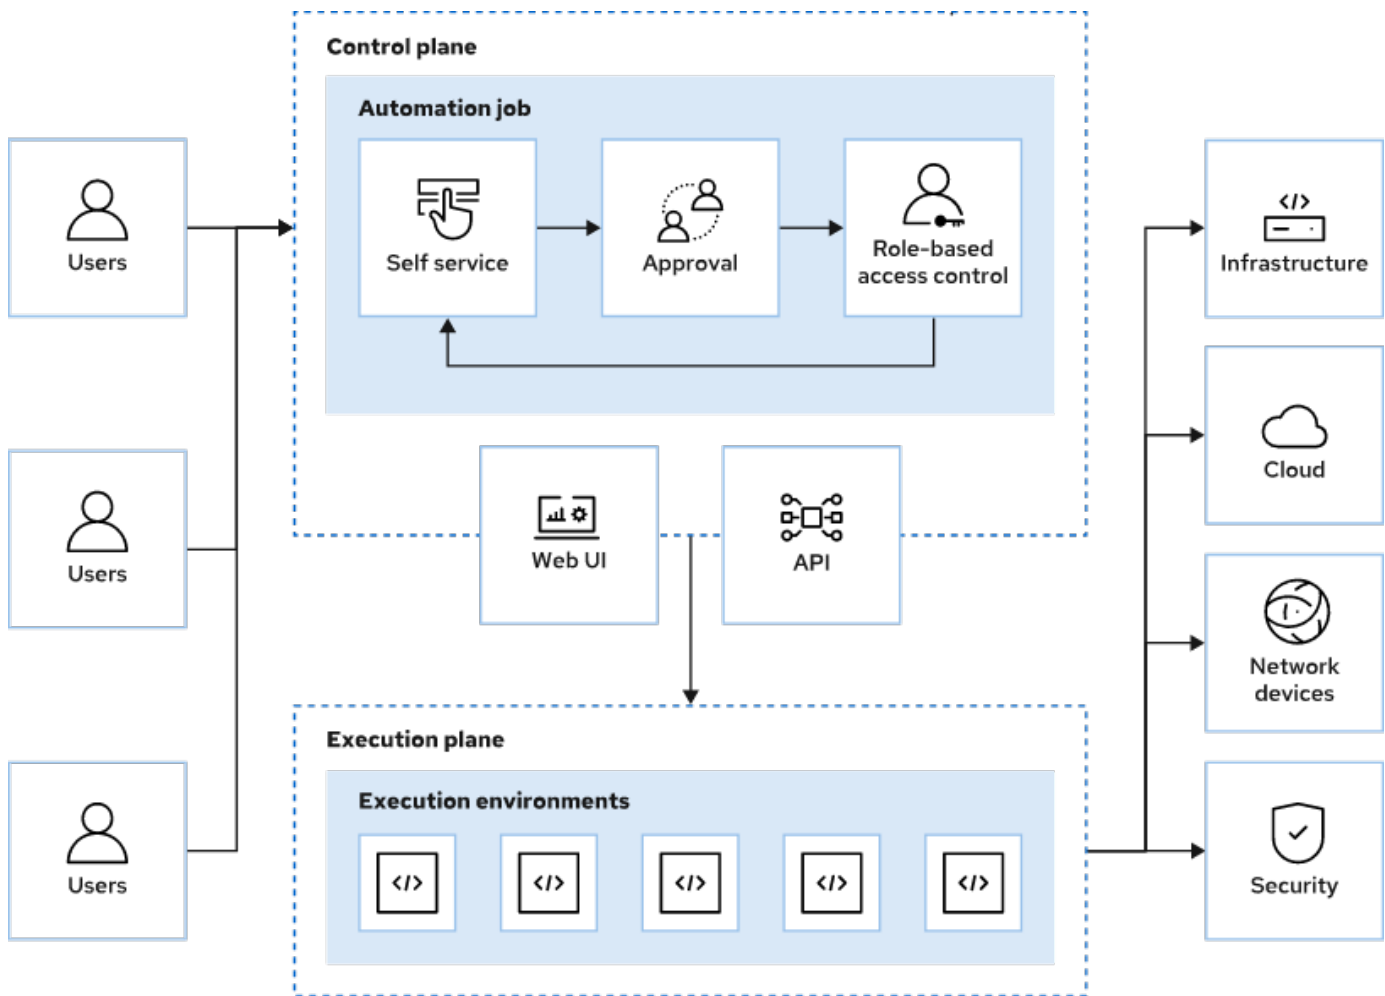 Control plane
Automation job
Users
Self service
Approval
Role-based
access control
Infrastructure
Cloud
Users
Web UI
API
Network
devices
Execution plane
Execution environments
Users
</>
</>
</>
</>
</>
Security
</>